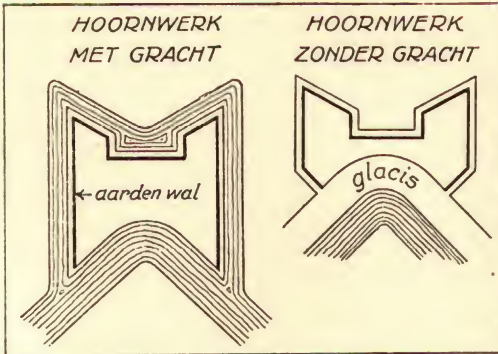 HOORNWERK
MET GRACHT
HOORNWERK
ZONDER GRACHT
aarden wal
glacis